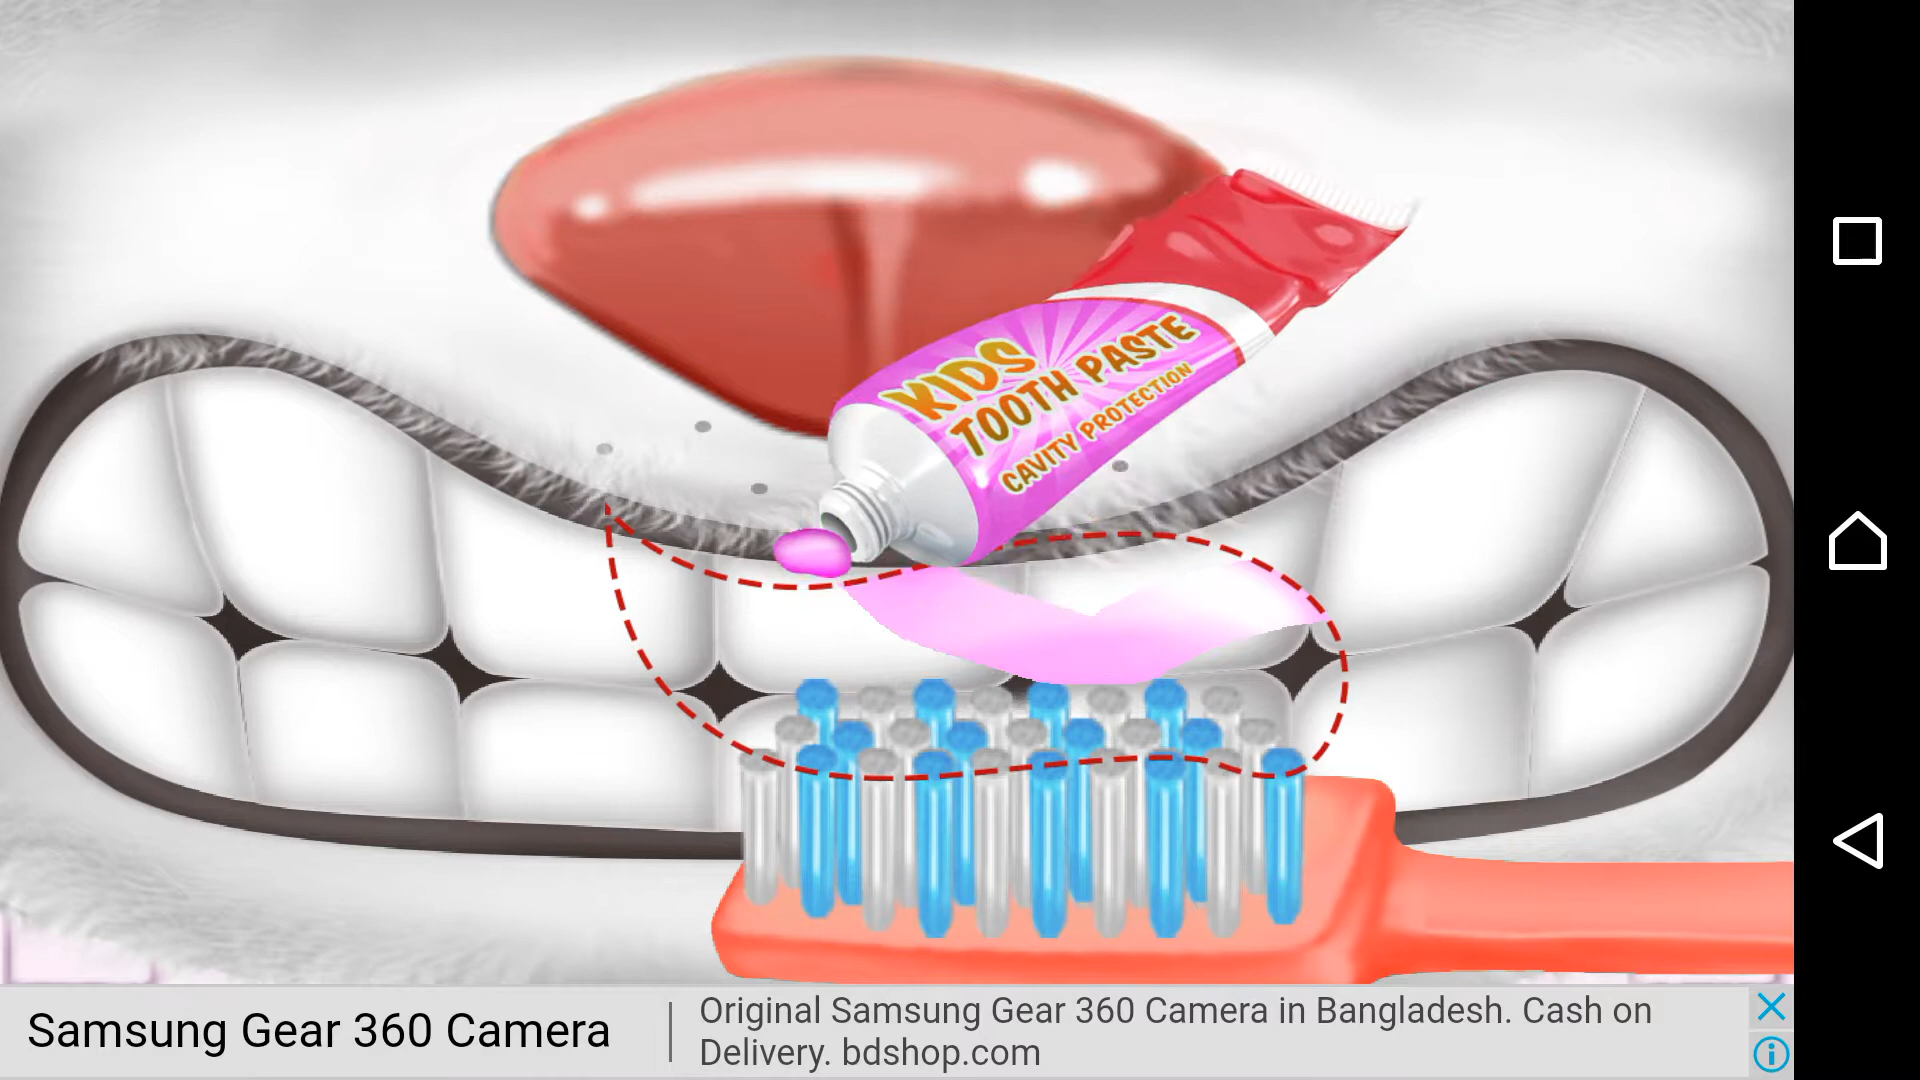 KIDS
TOOTH PASTE
CAVITY PROTECTION
Samsung Gear 360 Camera
Original Samsung Gear 360 Camera in Bangladesh. Cash on
Delivery. bdshop.com